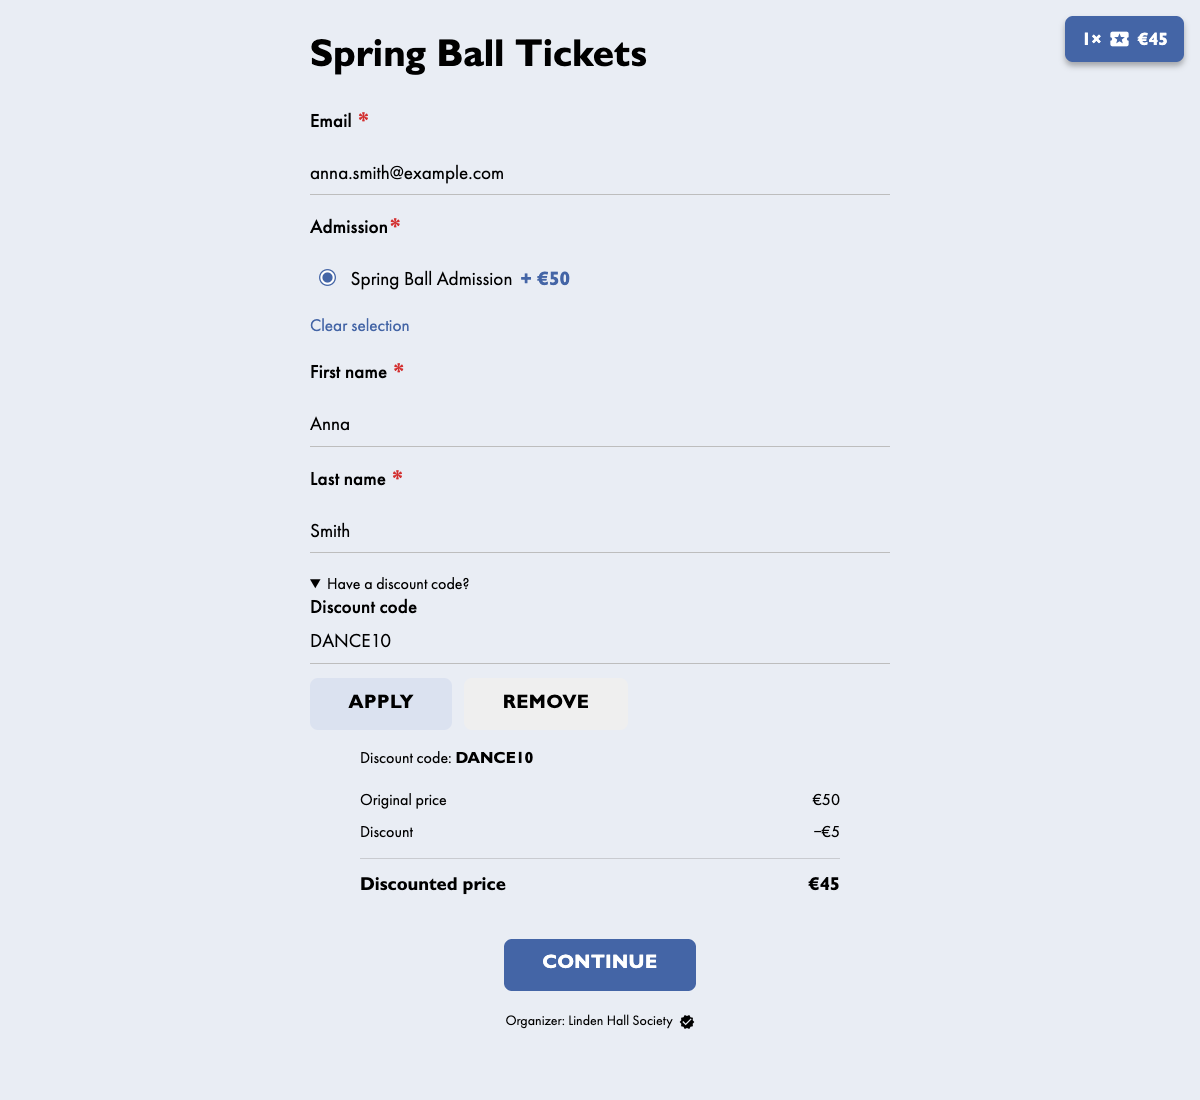 Spring Ball Tickets
1× €45
Email *
anna.smith@example.com
Admission*
Spring Ball Admission + €50
Clear selection
First name *
Anna
Last name *
Smith
▼ Have a discount code?
Discount code
DANCE10
APPLY REMOVE
Discount code: DANCE10
Original price €50
Discount −€5
Discounted price €45
CONTINUE
Organizer: Linden Hall Society